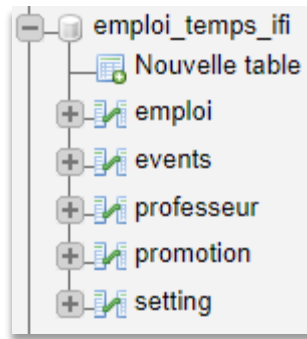 emploi_temps_ifi
Nouvelle table
emploi
events
professeur
promotion
setting